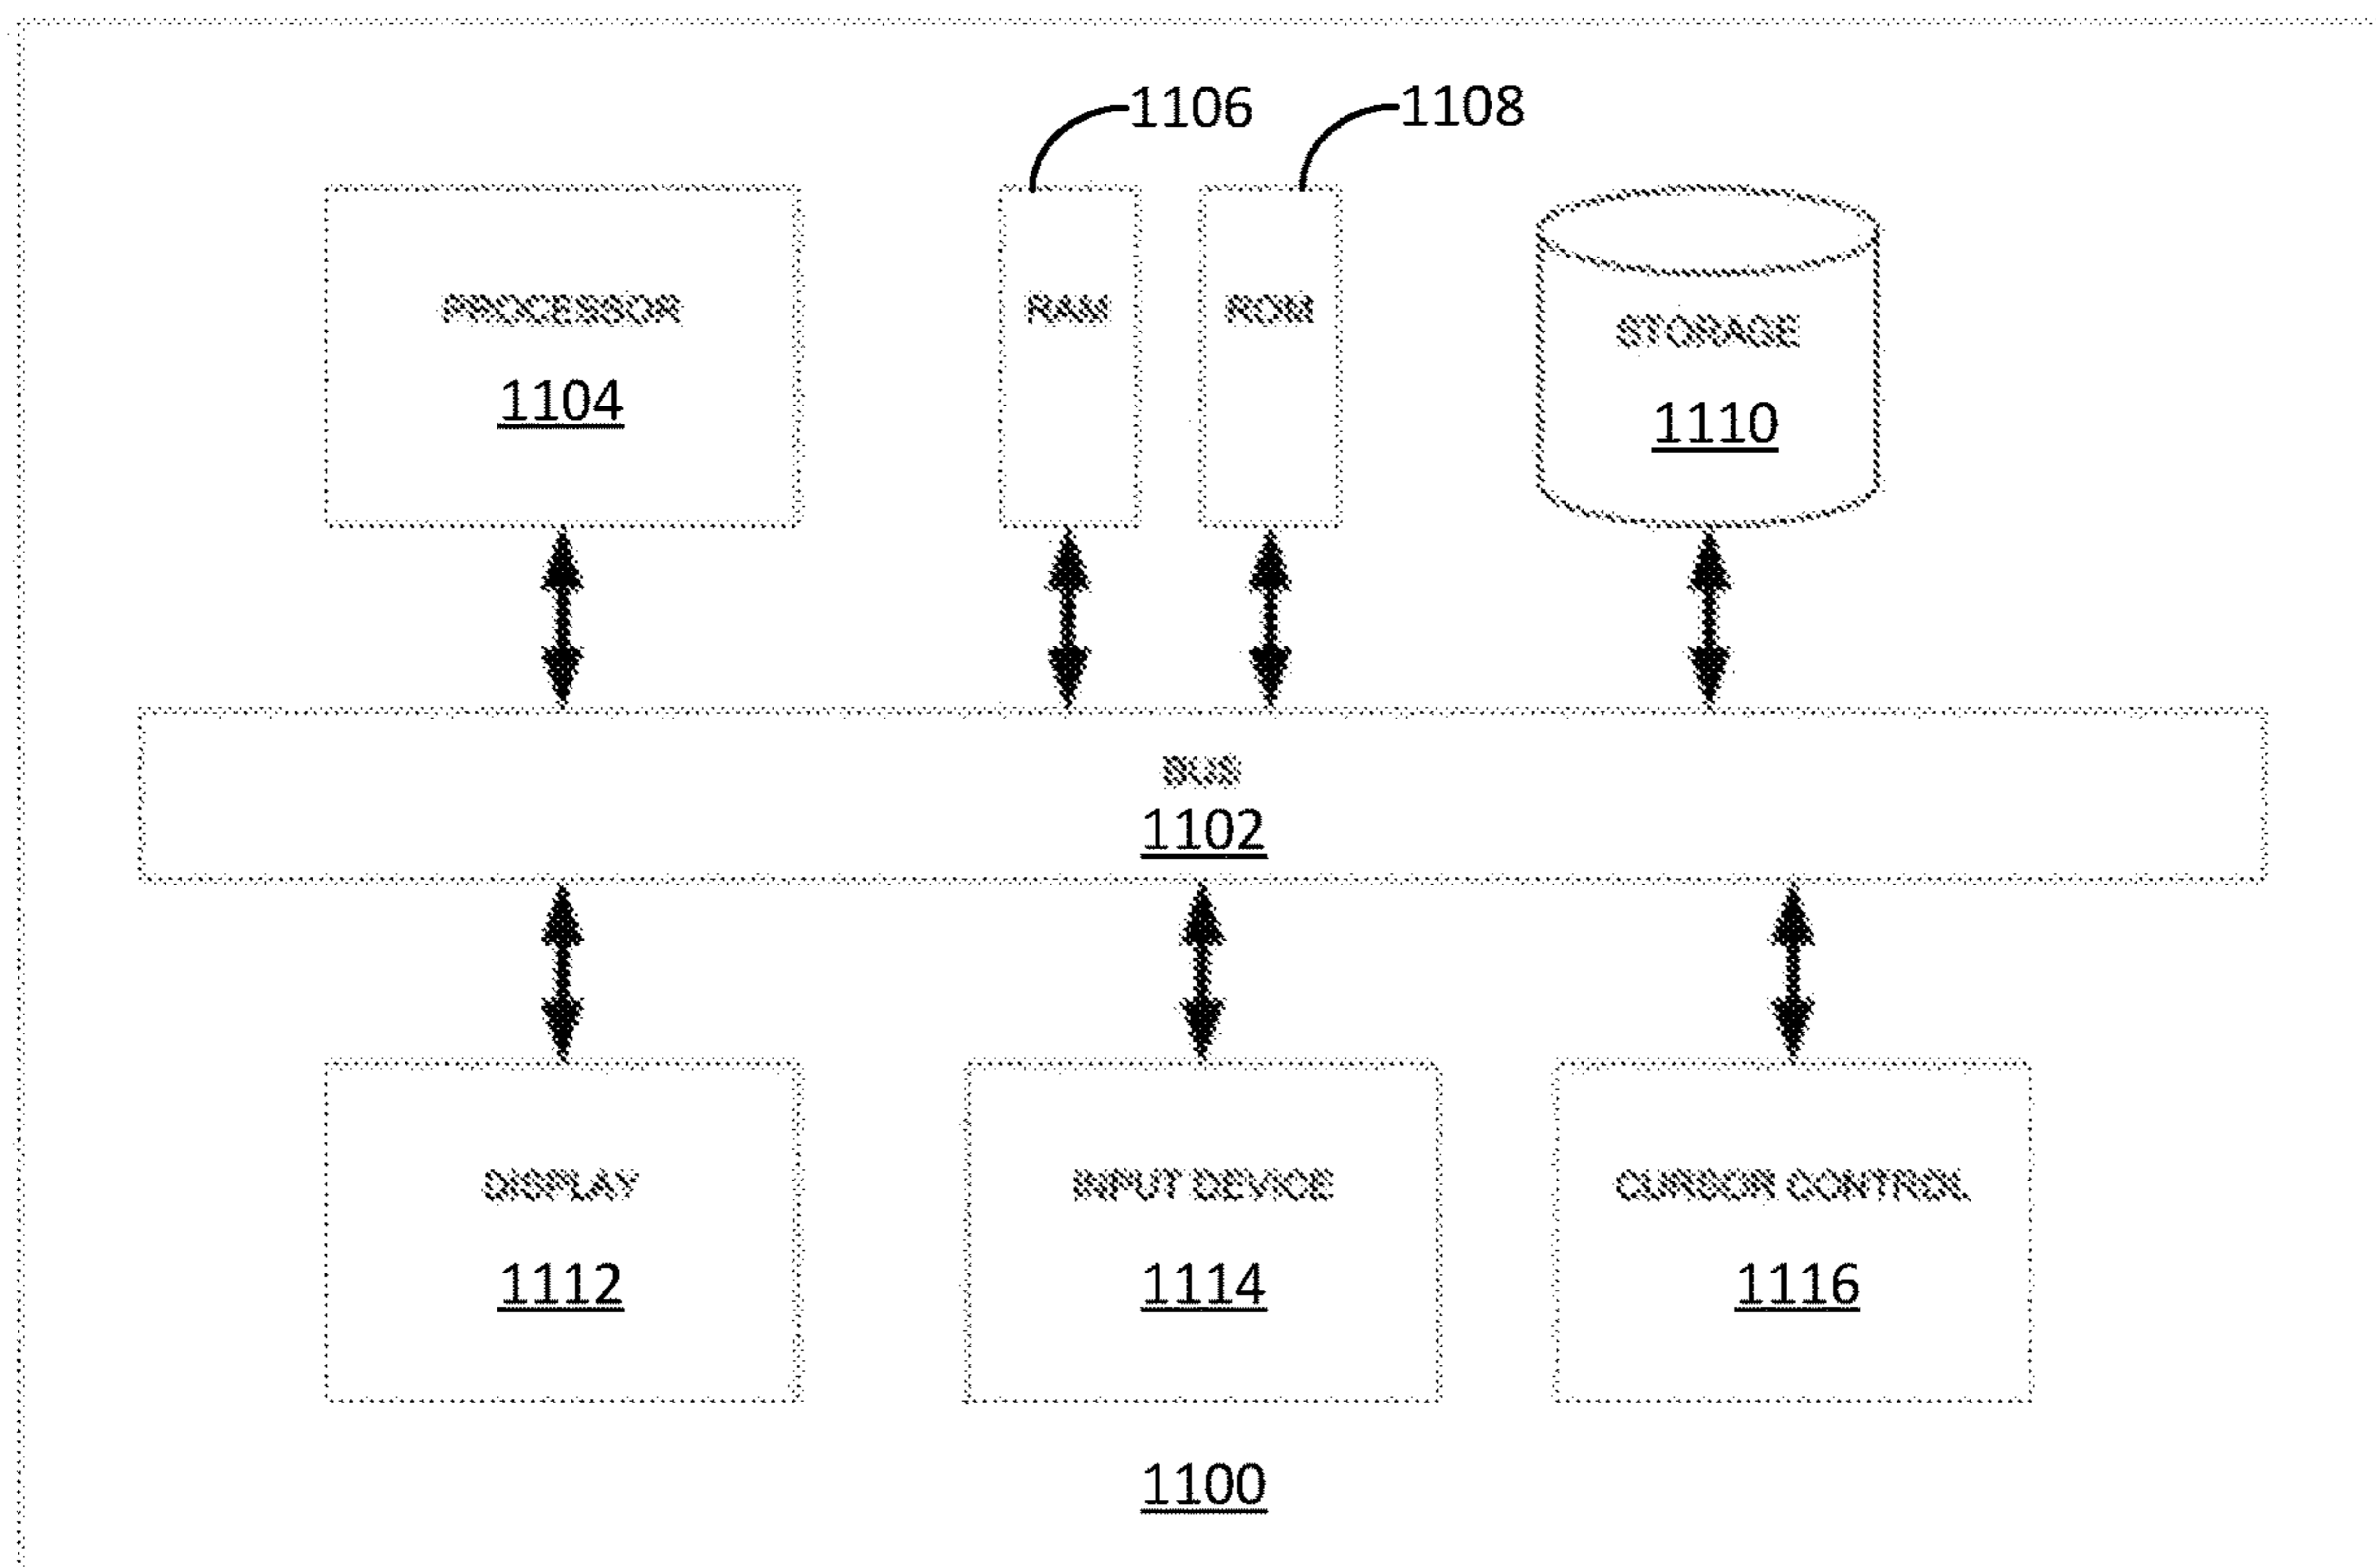 1106
1108
PROCESSOR
1104
RAM
ROM
STORAGE
1110
BUS
1102
DISPLAY
1112
INPUT DEVICE
1114
CURSOR CONTROL
1116
1100